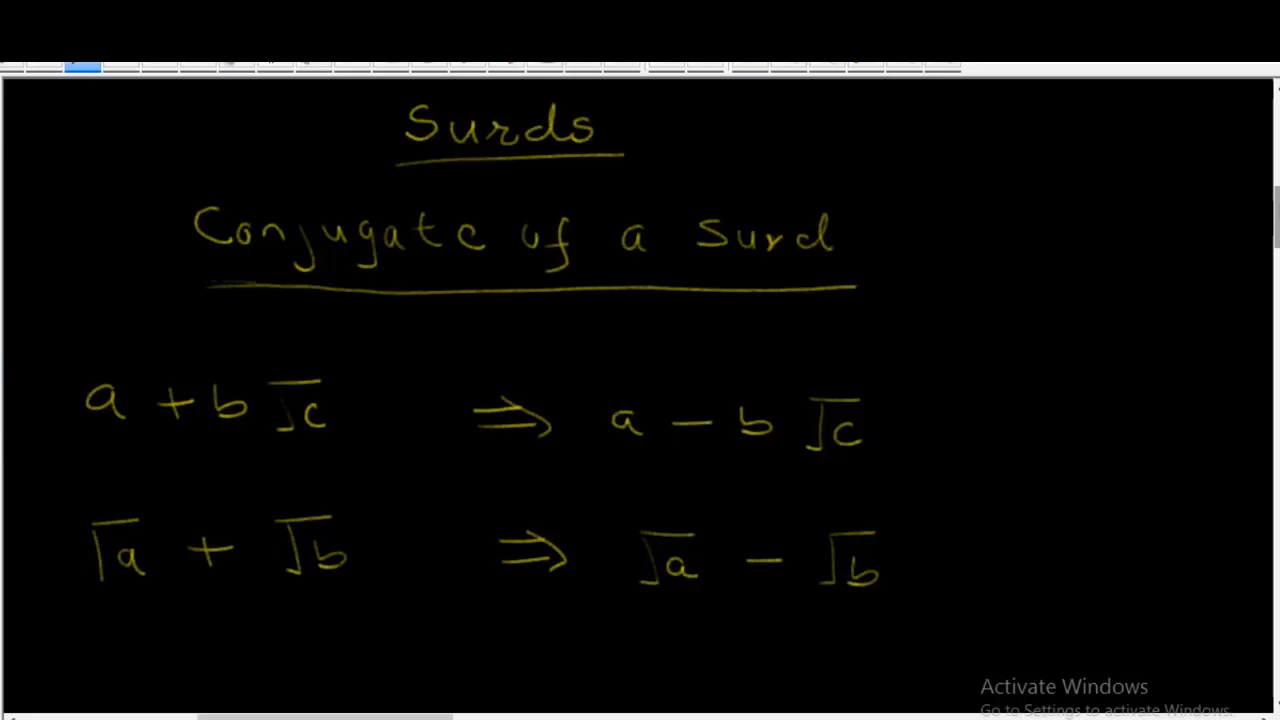 Surds
Conjugate of a Surd
a + b √c ⇒ a - b √c
√a + √b ⇒ √a - √b
Activate Windows
Go to Settings to activate Windows.